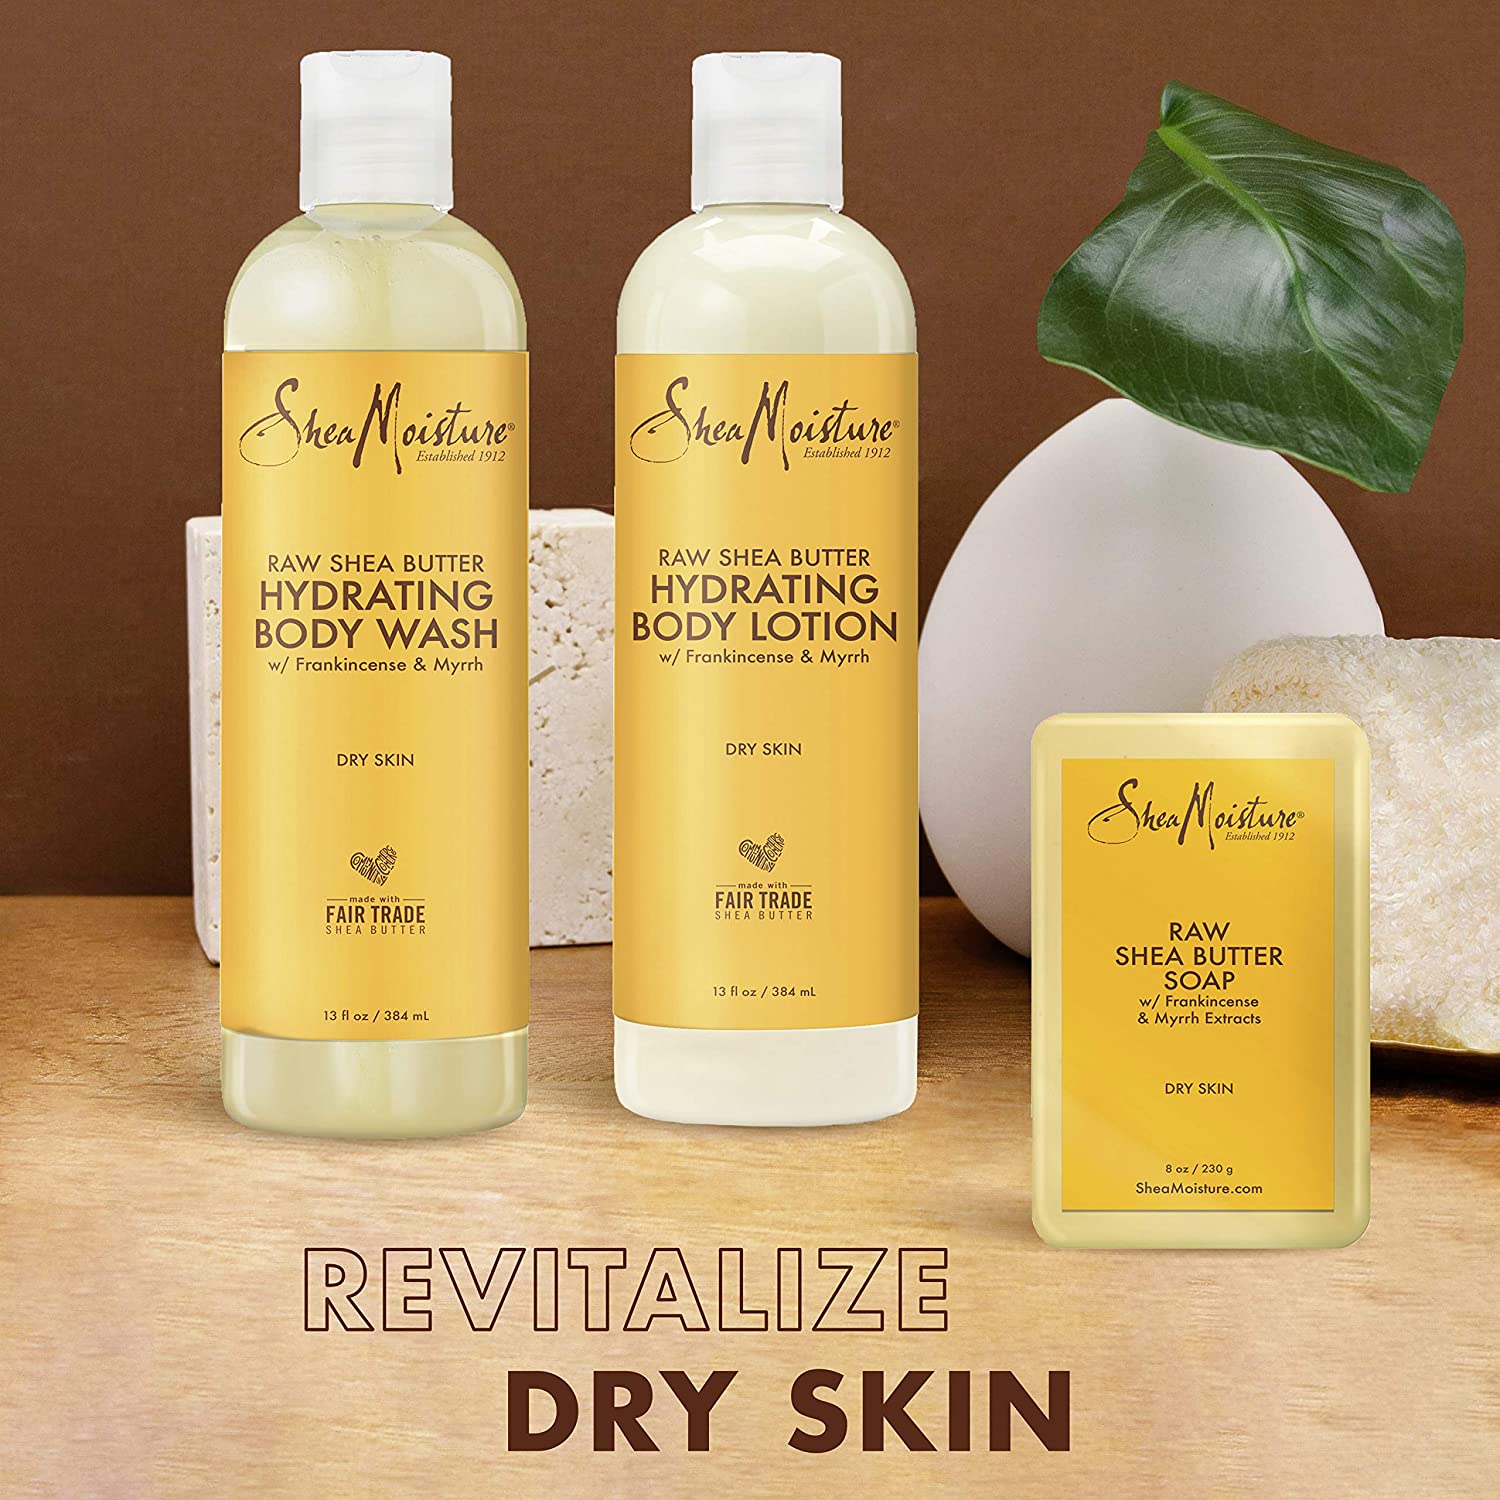 SheaMoisture®
Established 1912
RAW SHEA BUTTER
HYDRATING
BODY WASH
w/ Frankincense & Myrrh
DRY SKIN
made with
FAIR TRADE
SHEA BUTTER
13 fl oz / 384 mL
SheaMoisture®
Established 1912
RAW SHEA BUTTER
HYDRATING
BODY LOTION
w/ Frankincense & Myrrh
DRY SKIN
made with
FAIR TRADE
SHEA BUTTER
13 fl oz / 384 mL
SheaMoisture®
Established 1912
RAW
SHEA BUTTER
SOAP
w/ Frankincense
& Myrrh Extracts
DRY SKIN
8 oz / 230 g
SheaMoisture.com
REVITALIZE
DRY SKIN